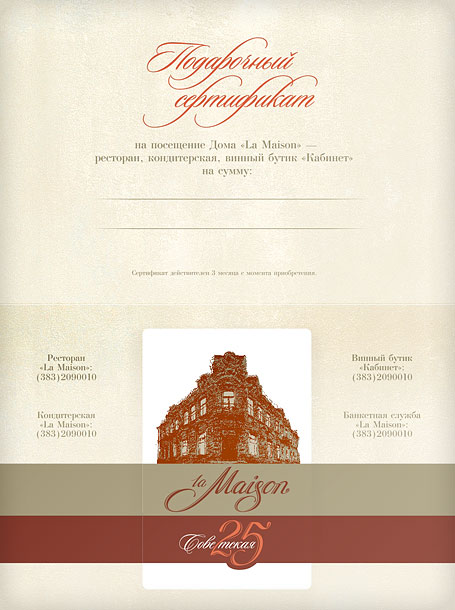 Подарочный
сертификат
на посещение Дома «La Maison» —
ресторан, кондитерская, винный бутик «Кабинет»
на сумму:
Сертификат действителен 3 месяца с момента приобретения.
Ресторан
«La Maison»:
(383)2090010
Винный бутик
«Кабинет»:
(383)2090010
Кондитерская
«La Maison»:
(383)2090010
Банкетная служба
«La Maison»:
(383)2090010
la Maison
Советская 25